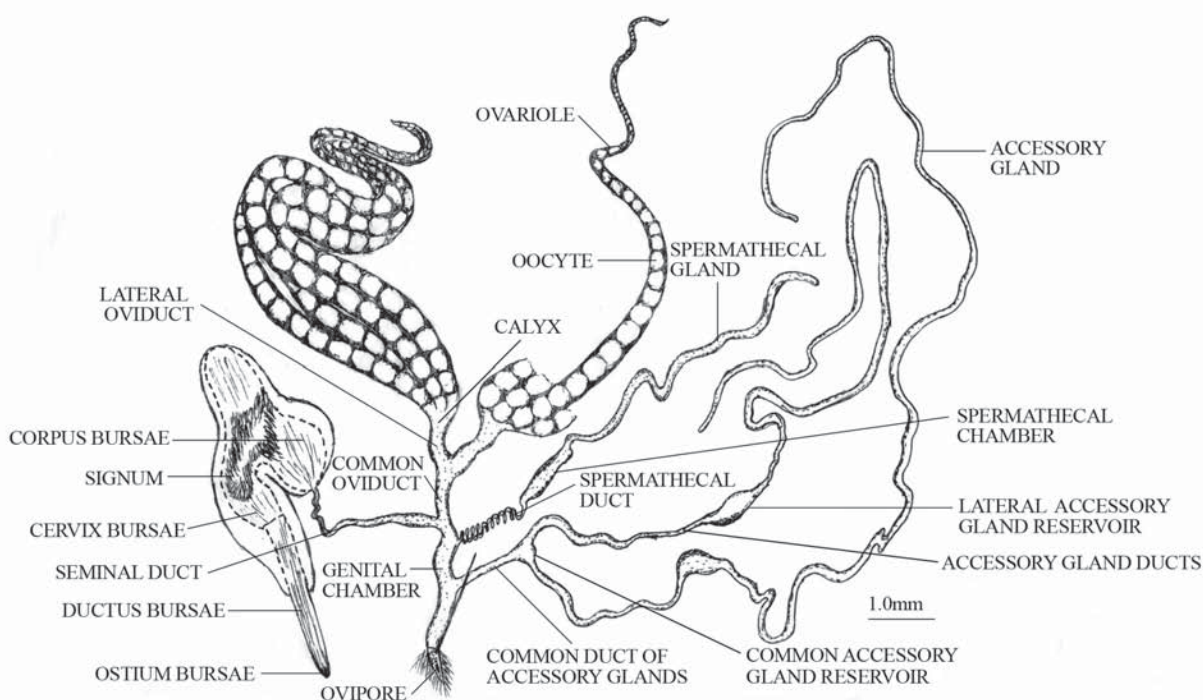 OVARIOLE
ACCESSORY
GLAND
OOCYTE
SPERMATHECAL
GLAND
LATERAL
OVIDUCT
CALYX
SPERMATHECAL
CHAMBER
CORPUS BURSAE
SIGNUM
COMMON
OVIDUCT
SPERMATHECAL
DUCT
CERVIX BURSAE
LATERAL ACCESSORY
GLAND RESERVOIR
SEMINAL DUCT
GENITAL
CHAMBER
ACCESSORY GLAND DUCTS
DUCTUS BURSAE
1.0mm
OSTIUM BURSAE
OVIPORE
COMMON DUCT OF
ACCESSORY GLANDS
COMMON ACCESSORY
GLAND RESERVOIR